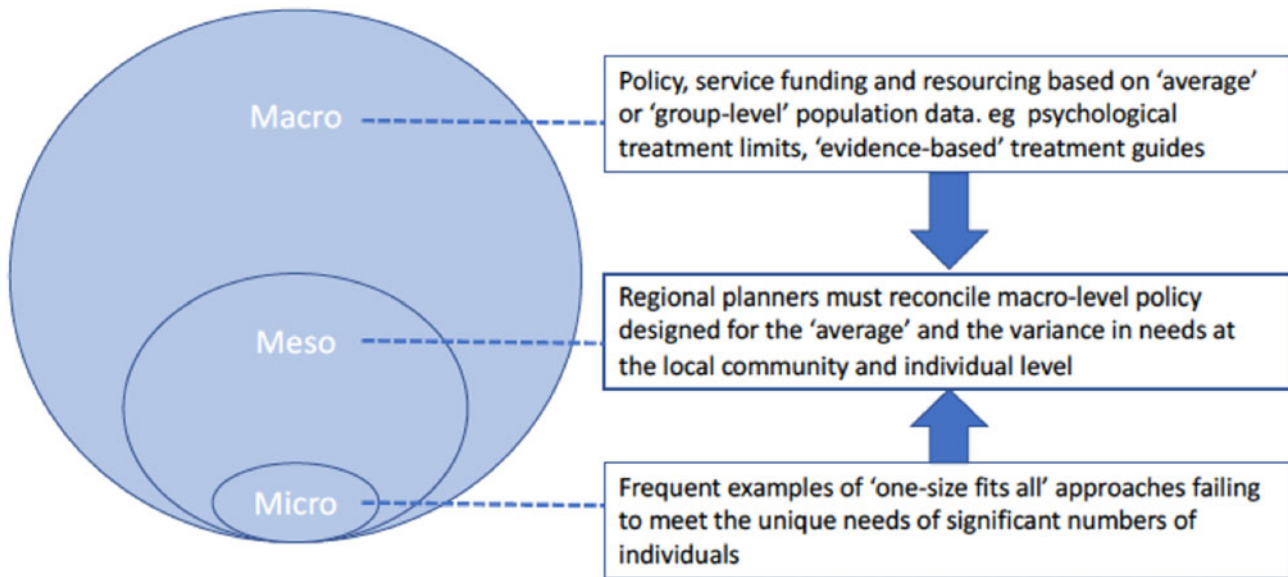 Macro
Policy, service funding and resourcing based on ‘average’
or ‘group-level’ population data. eg  psychological
treatment limits, ‘evidence-based’ treatment guides
Meso
Regional planners must reconcile macro-level policy
designed for the ‘average’ and the variance in needs at
the local community and individual level
Micro
Frequent examples of ‘one-size fits all’ approaches failing
to meet the unique needs of significant numbers of
individuals